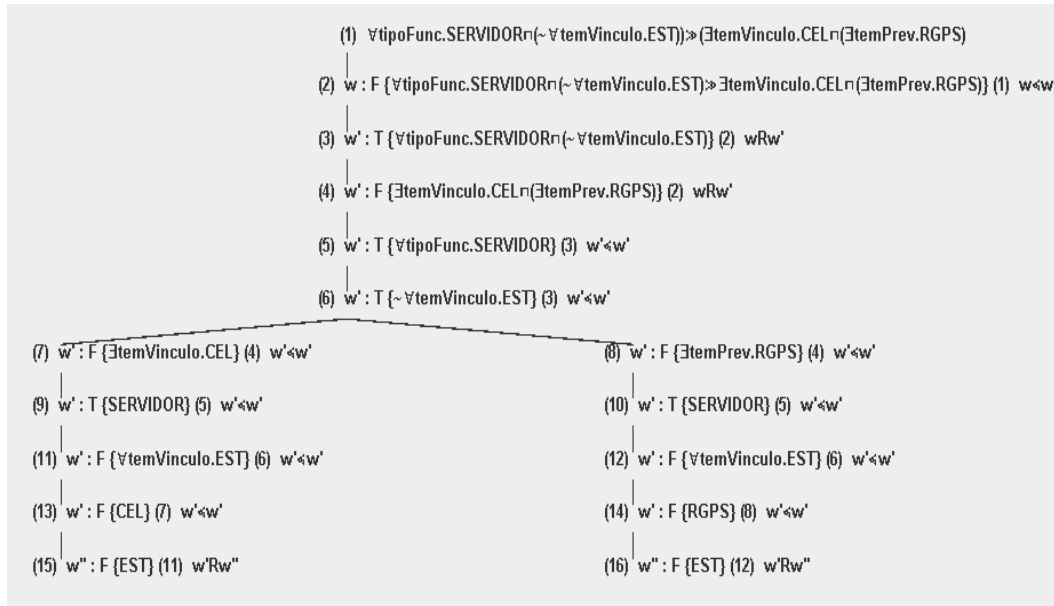 (1) ∀tipoFunc.SERVIDOR⊓(~∀temVinculo.EST))≫(∃temVinculo.CEL⊓(∃temPrev.RGPS)
(2) w : F {∀tipoFunc.SERVIDOR⊓(~∀temVinculo.EST)≫∃temVinculo.CEL⊓(∃temPrev.RGPS)} (1) w≼w
(3) w' : T {∀tipoFunc.SERVIDOR⊓(~∀temVinculo.EST)} (2) wRw'
(4) w' : F {∃temVinculo.CEL⊓(∃temPrev.RGPS)} (2) wRw'
(5) w' : T {∀tipoFunc.SERVIDOR} (3) w'≼w'
(6) w' : T {~∀temVinculo.EST} (3) w'≼w'
(7) w' : F {∃temVinculo.CEL} (4) w'≼w'
(8) w' : F {∃temPrev.RGPS} (4) w'≼w'
(9) w' : T {SERVIDOR} (5) w'≼w'
(10) w' : T {SERVIDOR} (5) w'≼w'
(11) w' : F {∀temVinculo.EST} (6) w'≼w'
(12) w' : F {∀temVinculo.EST} (6) w'≼w'
(13) w' : F {CEL} (7) w'≼w'
(14) w' : F {RGPS} (8) w'≼w'
(15) w'' : F {EST} (11) w'Rw''
(16) w'' : F {EST} (12) w'Rw''